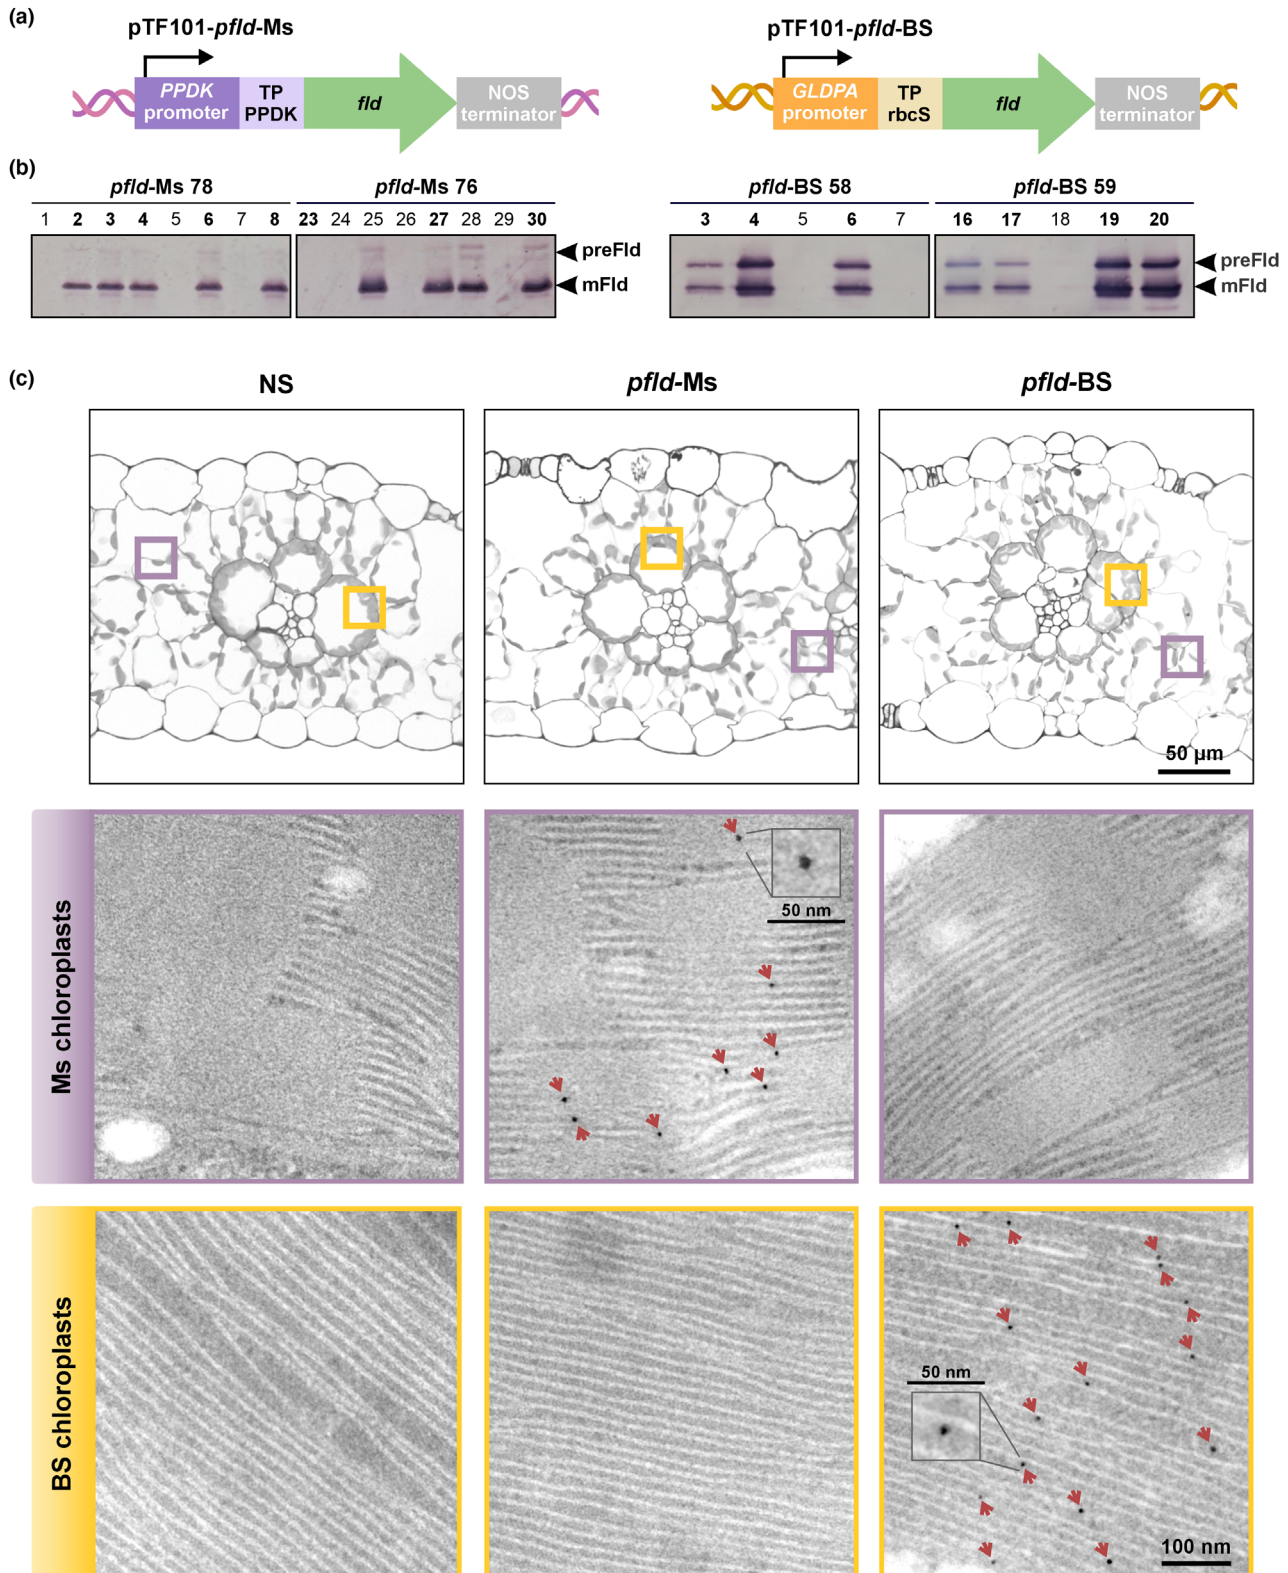 (a)
pTF101-pfld-Ms
pTF101-pfld-BS
PPDK promoter
TP PPDK
fld
NOS terminator
GLDPA promoter
TP rbcS
fld
NOS terminator
(b)
pfld-Ms 78
pfld-Ms 76
pfld-BS 58
pfld-BS 59
1 2 3 4 5 6 7 8
23 24 25 26 27 28 29 30
3 4 5 6 7
16 17 18 19 20
preFld
mFld
preFld
mFld
(c)
NS
pfld-Ms
pfld-BS
50 µm
Ms chloroplasts
50 nm
BS chloroplasts
50 nm
100 nm